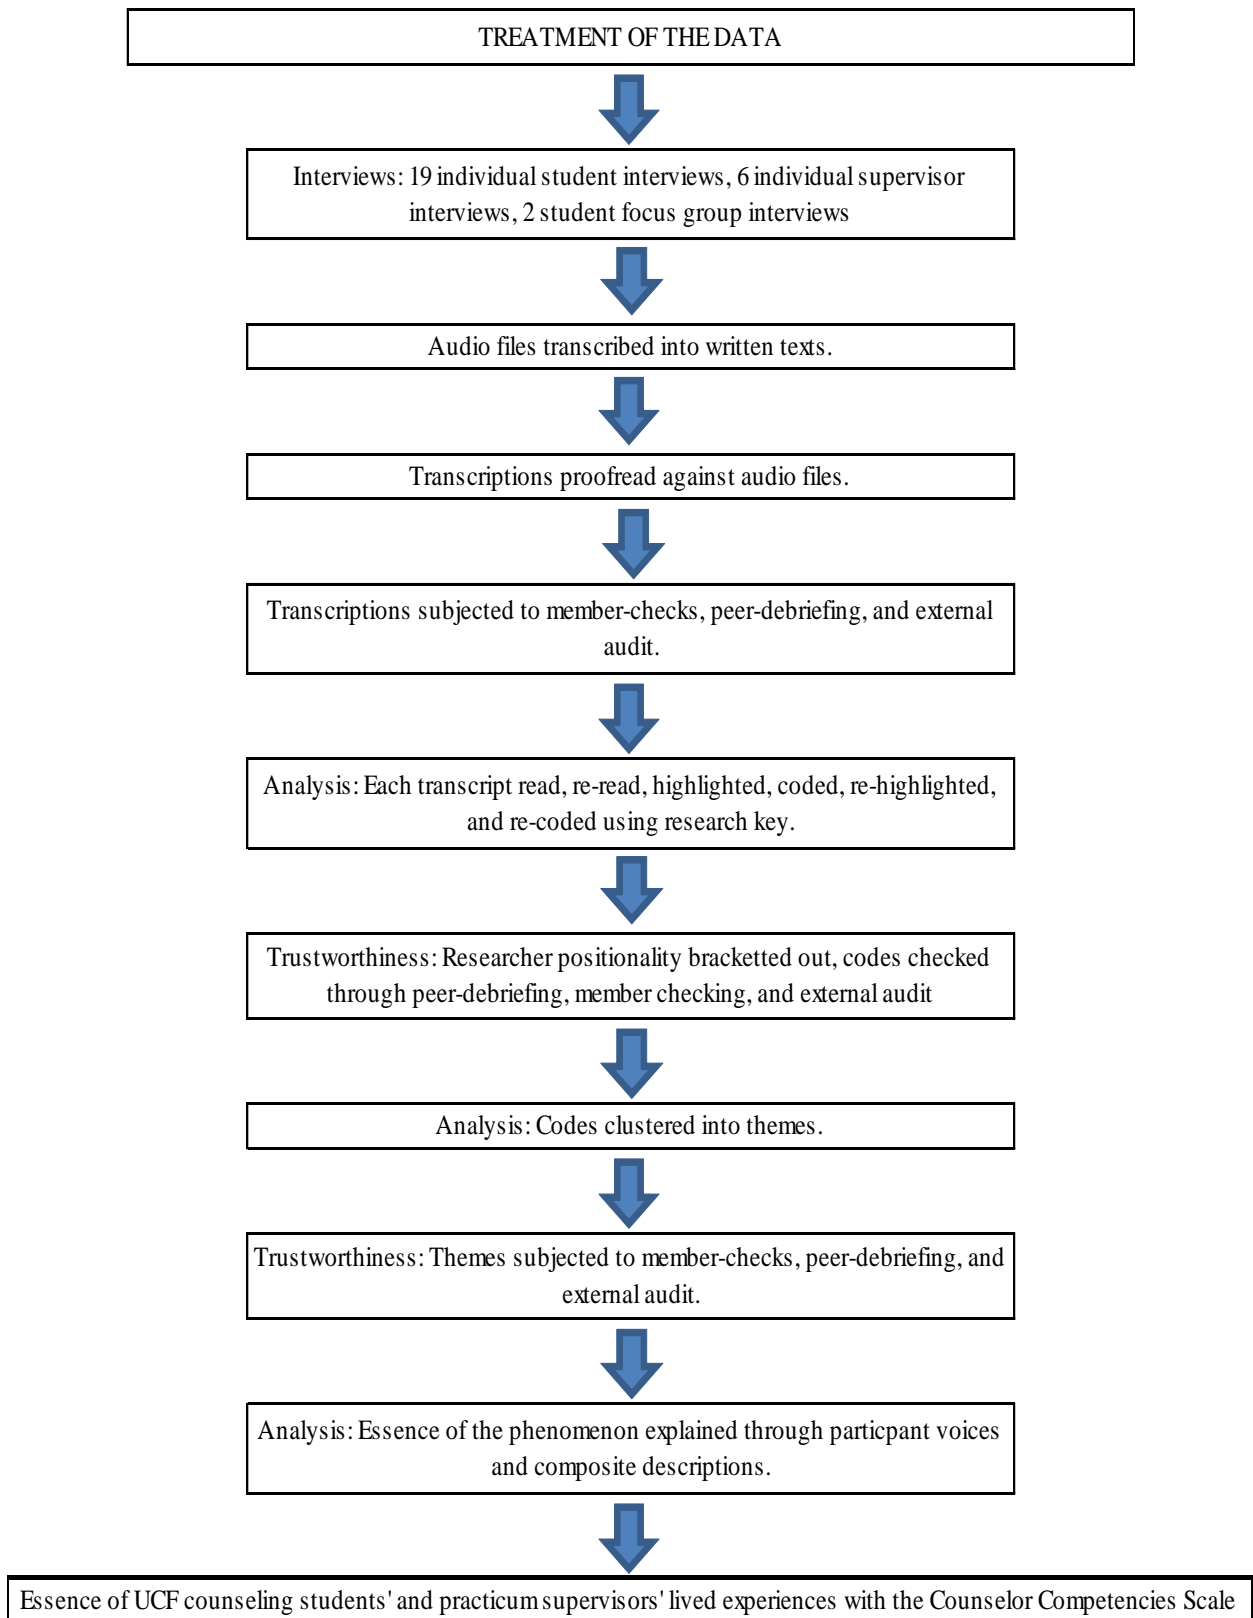 TREATMENT OF THE DATA
Interviews: 19 individual student interviews, 6 individual supervisor
interviews, 2 student focus group interviews
Audio files transcribed into written texts.
Transcriptions proofread against audio files.
Transcriptions subjected to member-checks, peer-debriefing, and external
audit.
Analysis: Each transcript read, re-read, highlighted, coded, re-highlighted,
and re-coded using research key.
Trustworthiness: Researcher positionality bracketted out, codes checked
through peer-debriefing, member checking, and external audit
Analysis: Codes clustered into themes.
Trustworthiness: Themes subjected to member-checks, peer-debriefing, and
external audit.
Analysis: Essence of the phenomenon explained through particpant voices
and composite descriptions.
Essence of UCF counseling students' and practicum supervisors' lived experiences with the Counselor Competencies Scale